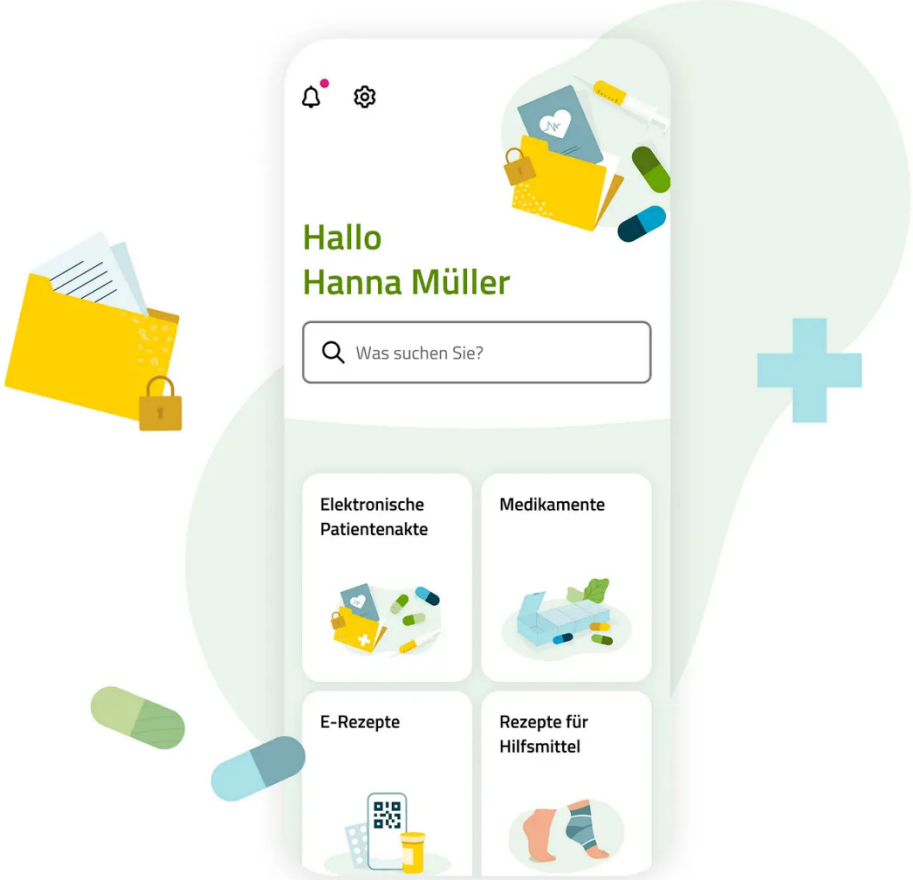 Hallo
Hanna Müller
Was suchen Sie?
Elektronische
Patientenakte
Medikamente
E-Rezepte
Rezepte für
Hilfsmittel